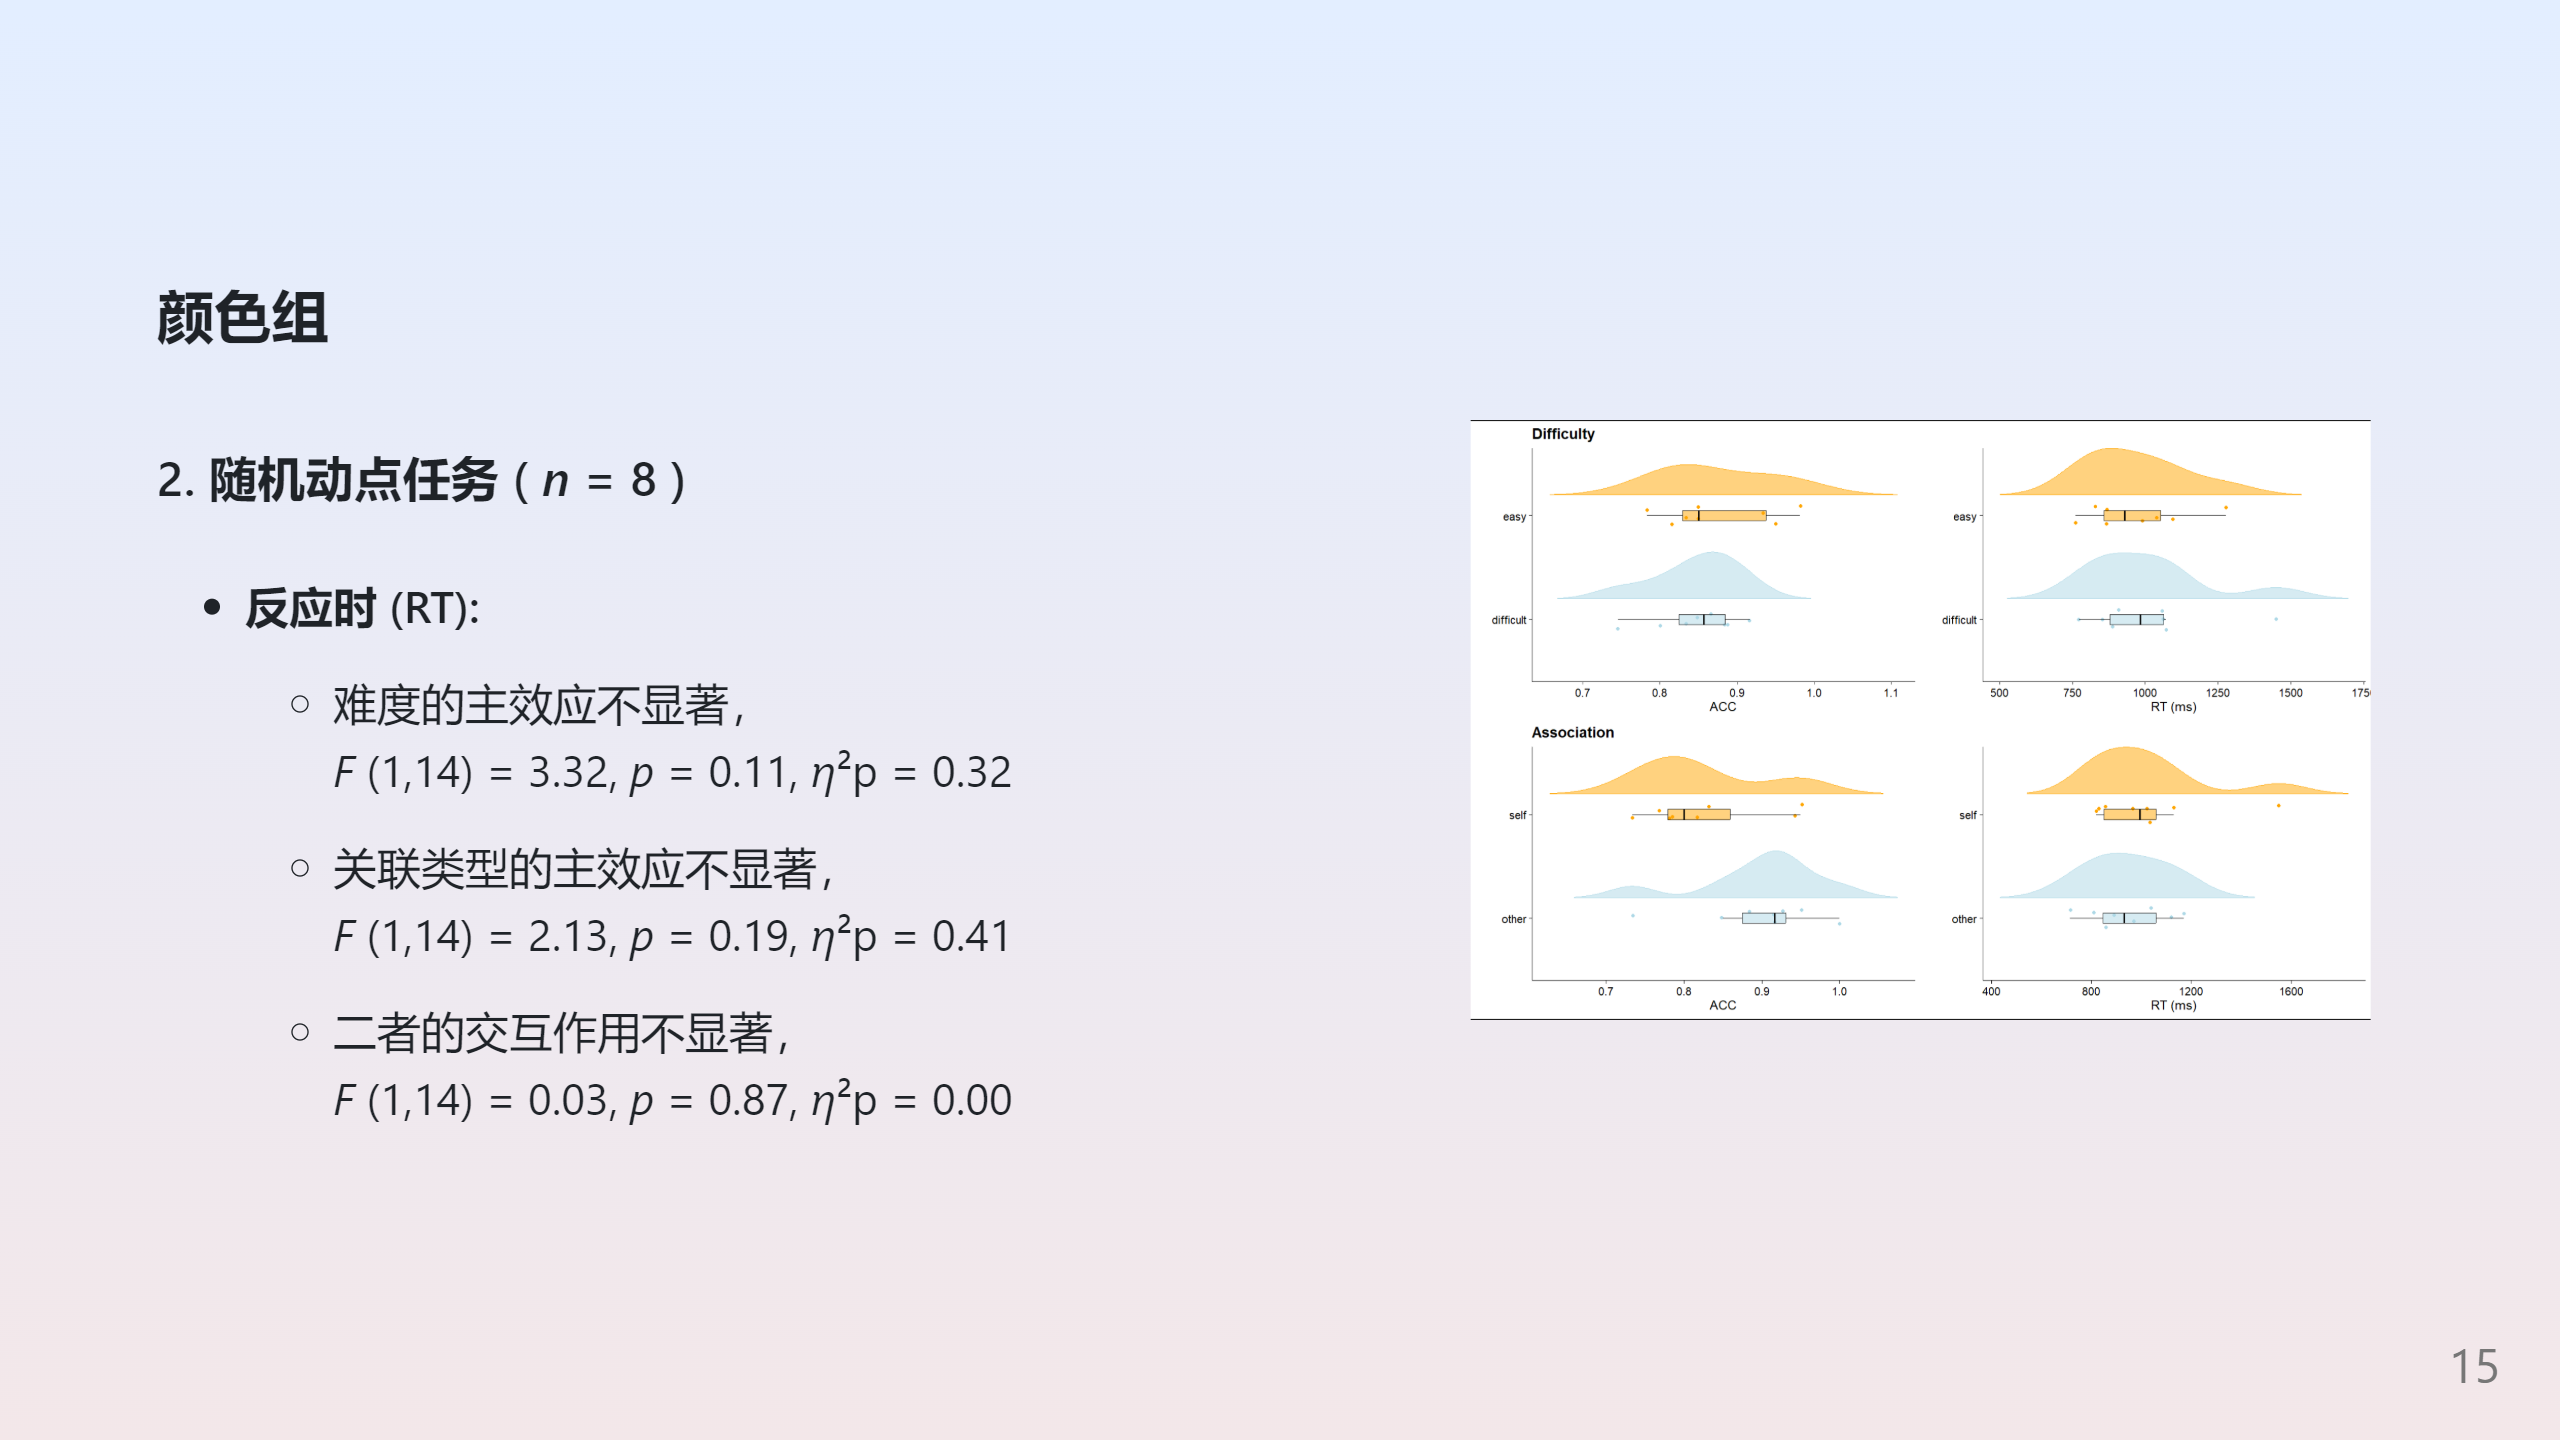 颜色组
2. 随机动点任务 ( n = 8 )
• 反应时 (RT):
○ 难度的主效应不显著，
F (1,14) = 3.32, p = 0.11, η²p = 0.32
○ 关联类型的主效应不显著，
F (1,14) = 2.13, p = 0.19, η²p = 0.41
○ 二者的交互作用不显著，
F (1,14) = 0.03, p = 0.87, η²p = 0.00
Difficulty
easy
difficult
0.7 0.8 0.9 1.0 1.1
ACC
easy
difficult
500 750 1000 1250 1500 175
RT (ms)
Association
self
other
0.7 0.8 0.9 1.0
ACC
self
other
400 800 1200 1600
RT (ms)
15